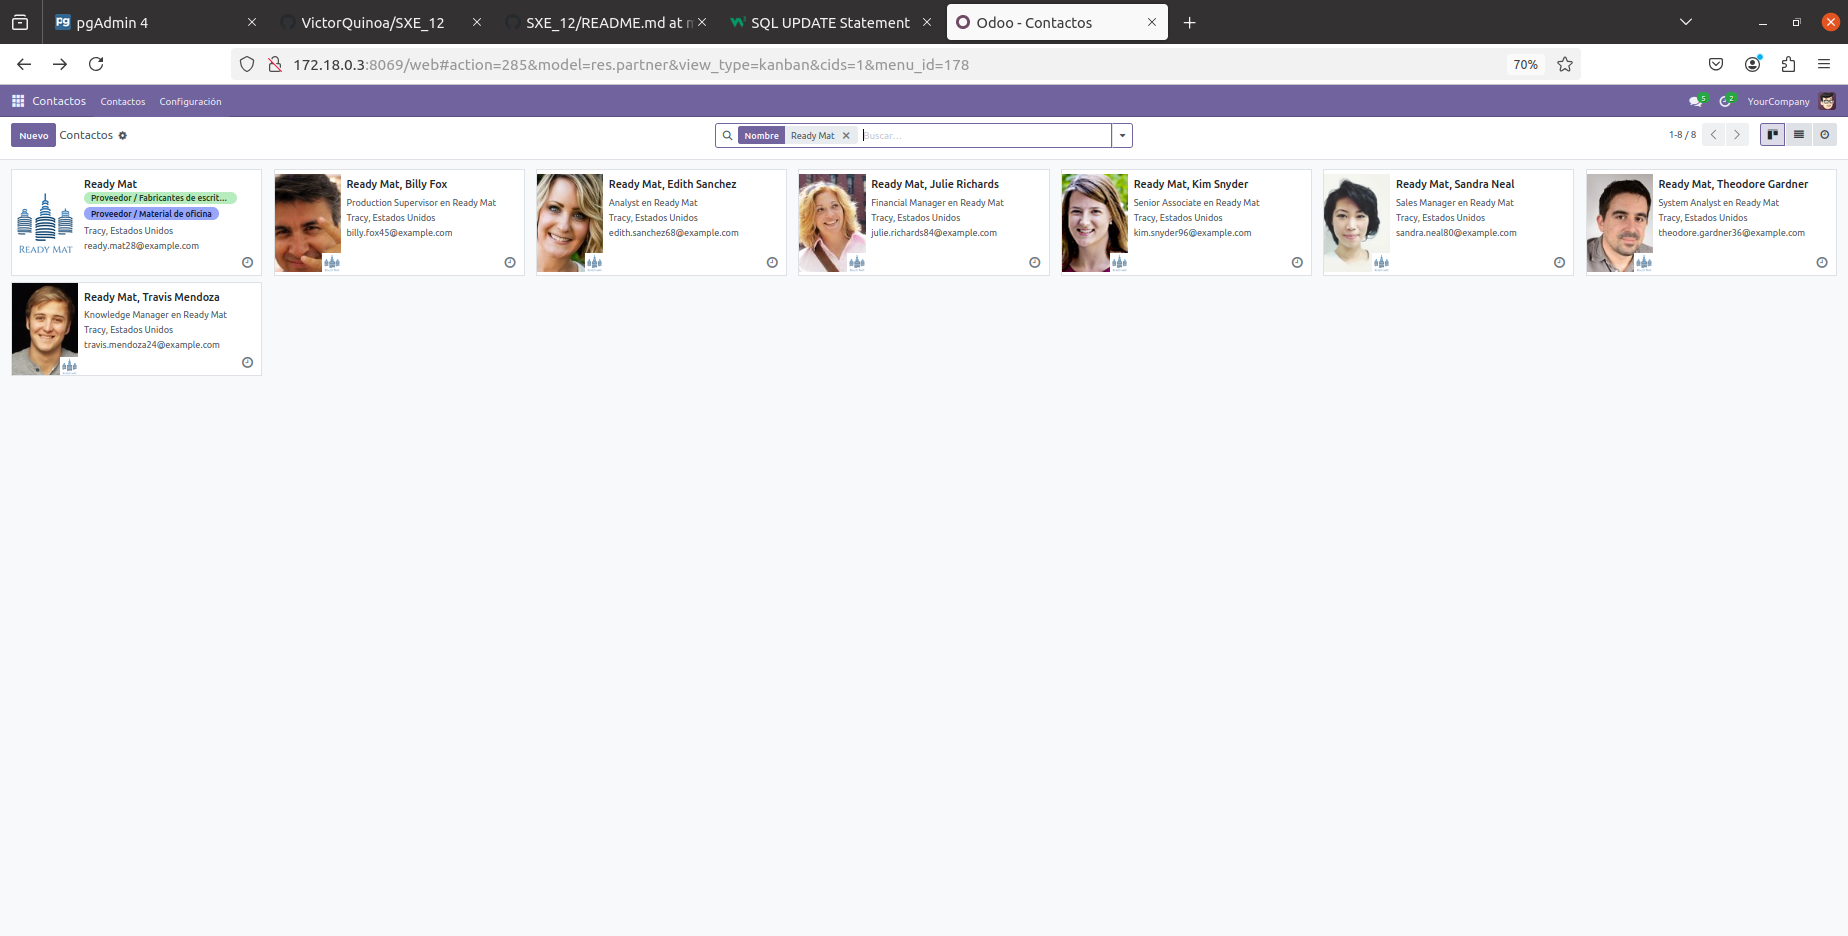 pgAdmin 4
VictorQuinoa/SXE_12
SXE_12/README.md at
SQL UPDATE Statement
Odoo - Contactos
172.18.0.3:8069/web#action=285&model=res.partner&view_type=kanban&cids=1&menu_id=178
70%
Contactos
Contactos
Configuración
5
2
YourCompany
Nuevo
Contactos
Nombre
Ready Mat
Buscar...
1-8 / 8
Ready Mat
Proveedor / Fabricantes de escrit...
Proveedor / Material de oficina
Tracy, Estados Unidos
ready.mat28@example.com
READY MAT
Ready Mat, Billy Fox
Production Supervisor en Ready Mat
Tracy, Estados Unidos
billy.fox45@example.com
Ready Mat, Edith Sanchez
Analyst en Ready Mat
Tracy, Estados Unidos
edith.sanchez68@example.com
Ready Mat, Julie Richards
Financial Manager en Ready Mat
Tracy, Estados Unidos
julie.richards84@example.com
Ready Mat, Kim Snyder
Senior Associate en Ready Mat
Tracy, Estados Unidos
kim.snyder96@example.com
Ready Mat, Sandra Neal
Sales Manager en Ready Mat
Tracy, Estados Unidos
sandra.neal80@example.com
Ready Mat, Theodore Gardner
System Analyst en Ready Mat
Tracy, Estados Unidos
theodore.gardner36@example.com
Ready Mat, Travis Mendoza
Knowledge Manager en Ready Mat
Tracy, Estados Unidos
travis.mendoza24@example.com